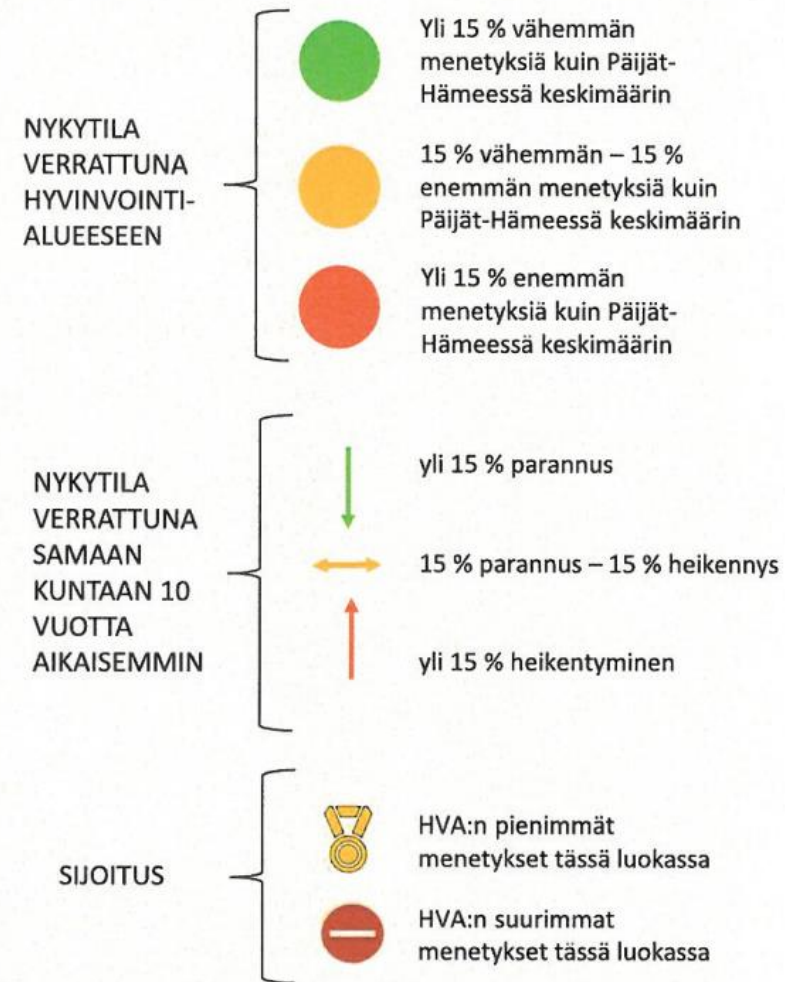 NYKYTILA
VERRATTUNA
HYVINVOINTI-
ALUEESEEN
Yli 15 % vähemmän
menetyksiä kuin Päijät-
Hämeessä keskimäärin
15 % vähemmän – 15 %
enemmän menetyksiä kuin
Päijät-Hämeessä keskimäärin
Yli 15 % enemmän
menetyksiä kuin Päijät-
Hämeessä keskimäärin
NYKYTILA
VERRATTUNA
SAMAAN
KUNTAAN 10
VUOTTA
AIKAISEMMIN
yli 15 % parannus
15 % parannus – 15 % heikennys
yli 15 % heikentyminen
SIJOITUS
HVA:n pienimmät
menetykset tässä luokassa
HVA:n suurimmat
menetykset tässä luokassa